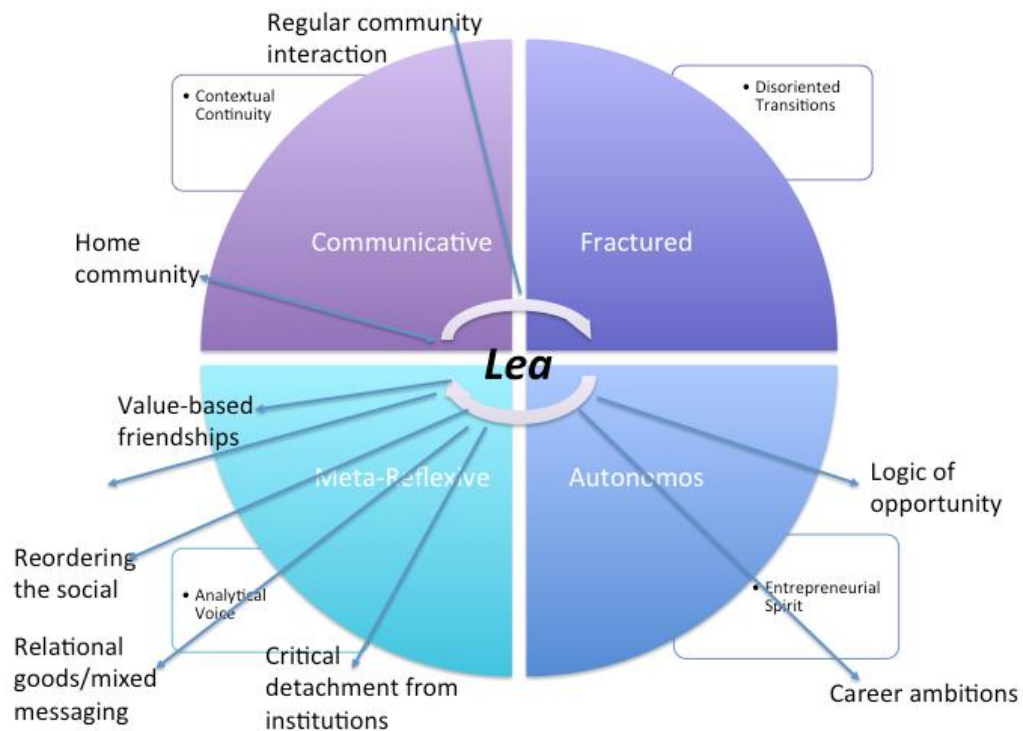 Regular community
interaction
• Contextual
Continuity
• Disoriented
Transitions
Home
community
Communicative
Fractured
Lea
Value-based
friendships
Meta-Reflexive
Autonomos
Logic of
opportunity
Reordering
the social
• Analytical
Voice
• Entrepreneurial
Spirit
Relational
goods/mixed
messaging
Critical
detachment from
institutions
Career ambitions